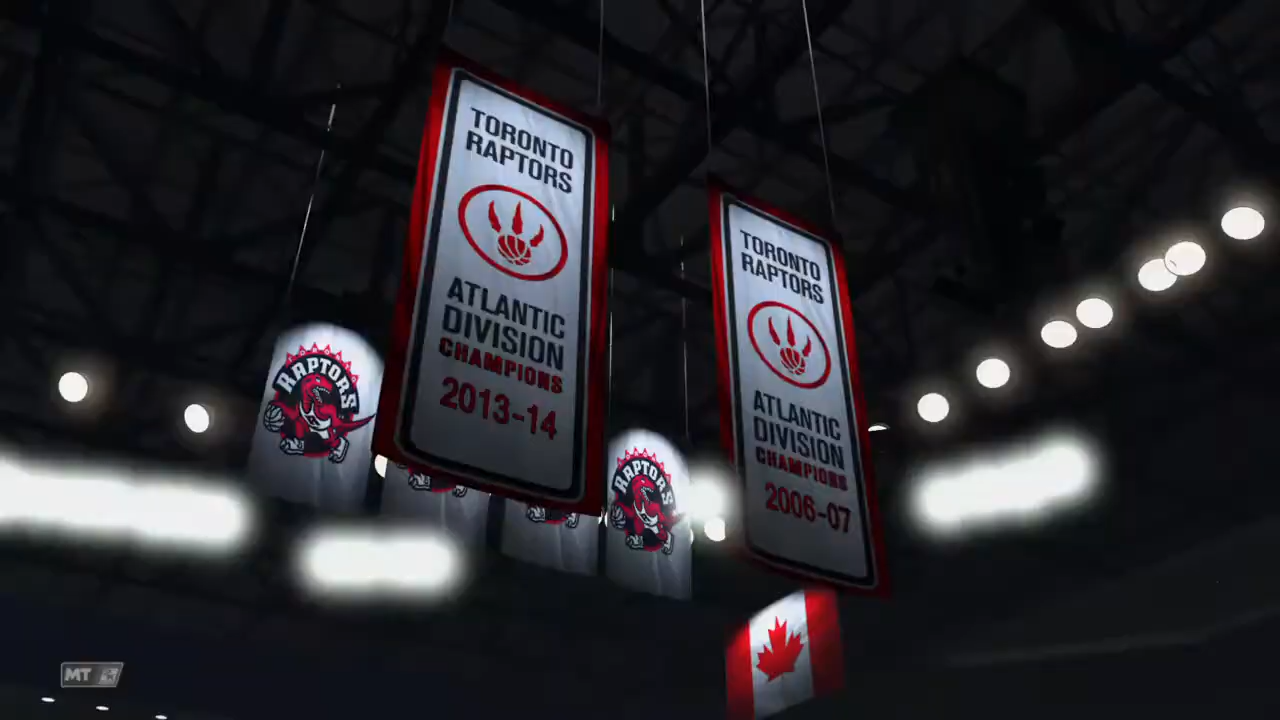 TORONTO
RAPTORS
ATLANTIC
DIVISION
CHAMPIONS
2013-14
TORONTO
RAPTORS
ATLANTIC
DIVISION
CHAMPIONS
2006-07
RAPTORS
RAPTORS
MT